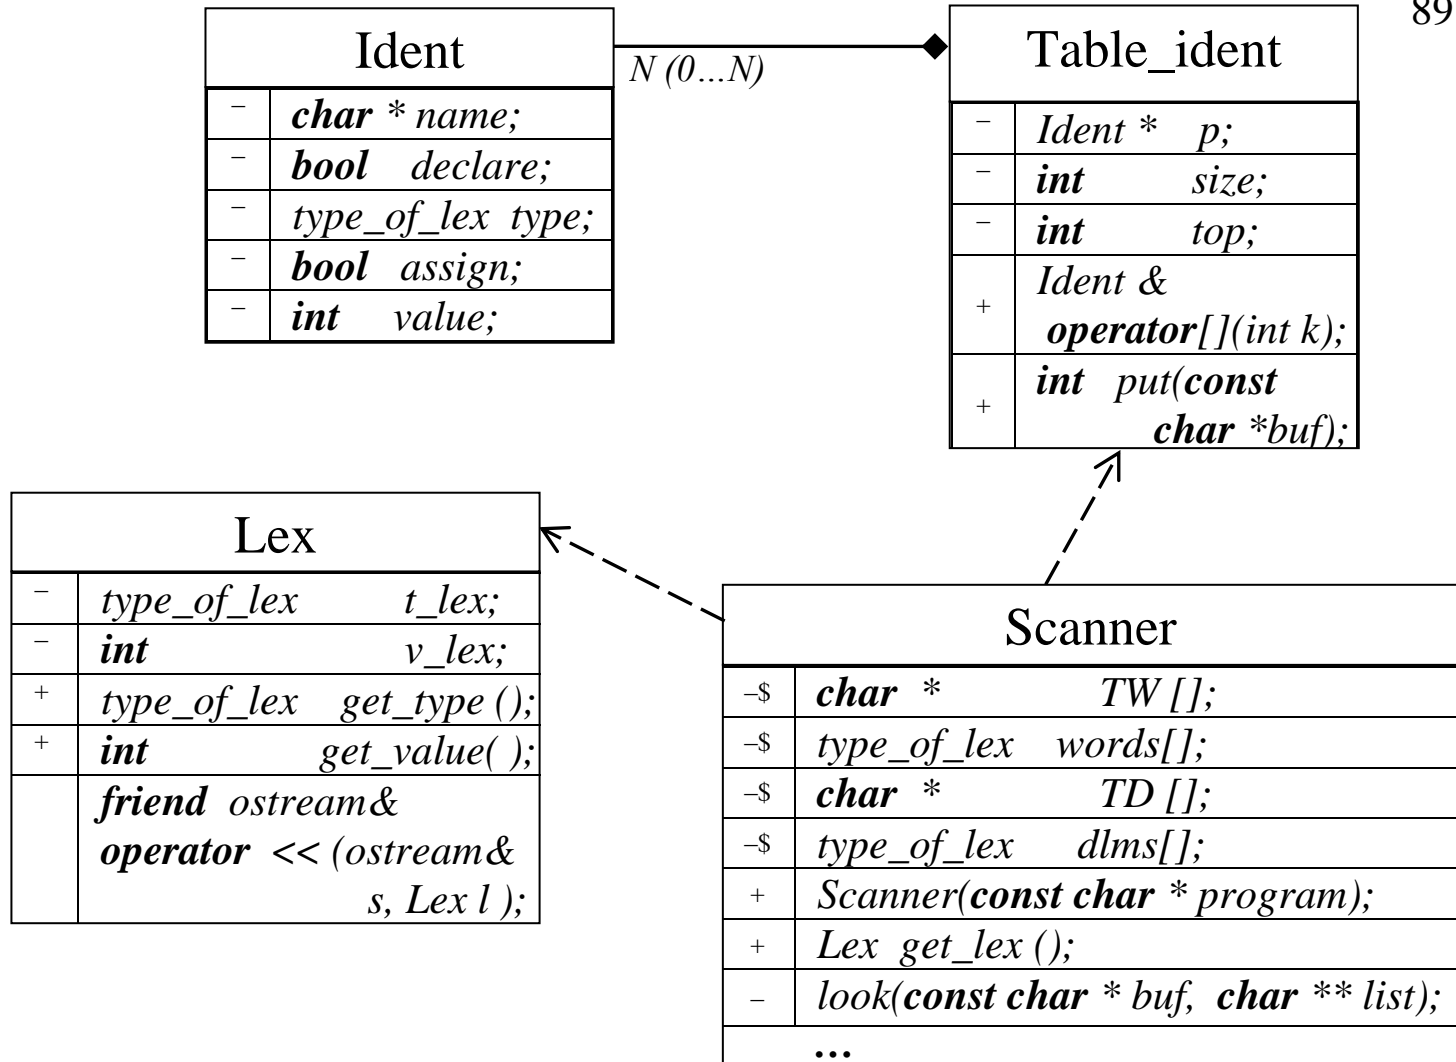 89
Ident
– char * name;
– bool declare;
– type_of_lex type;
– bool assign;
– int value;
N (0...N)
Table_ident
– Ident * p;
– int size;
– int top;
+ Ident &
operator[](int k);
+ int put(const
char *buf);
Lex
– type_of_lex t_lex;
– int v_lex;
+ type_of_lex get_type ();
+ int get_value( );
friend ostream&
operator << (ostream&
s, Lex l );
Scanner
–$ char * TW [];
–$ type_of_lex words[];
–$ char * TD [];
–$ type_of_lex dlms[];
+ Scanner(const char * program);
+ Lex get_lex ();
– look(const char * buf, char ** list);
...